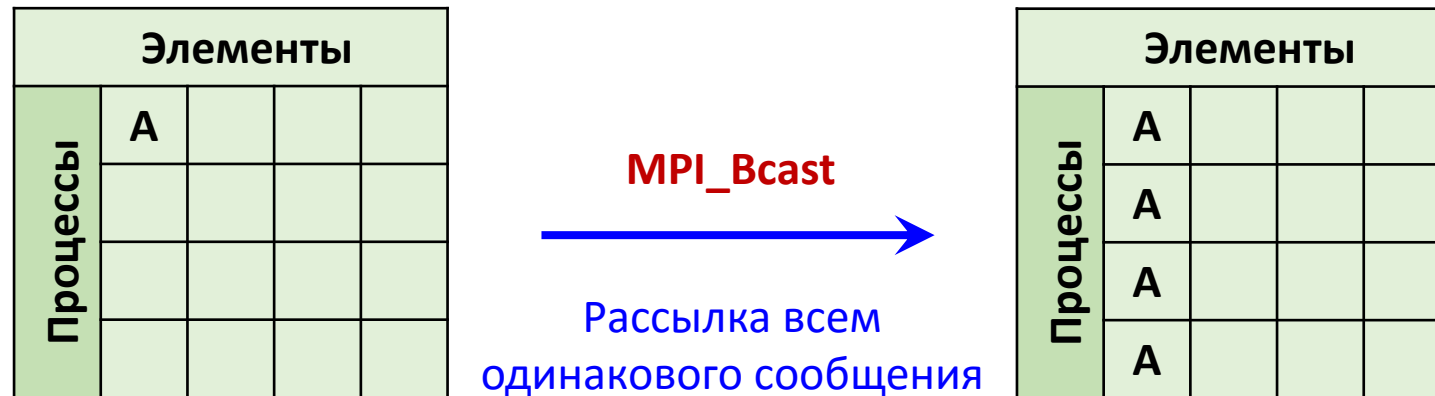 Элементы
Процессы
A
MPI_Bcast
Рассылка всем
одинакового сообщения
Элементы
Процессы
A
A
A
A